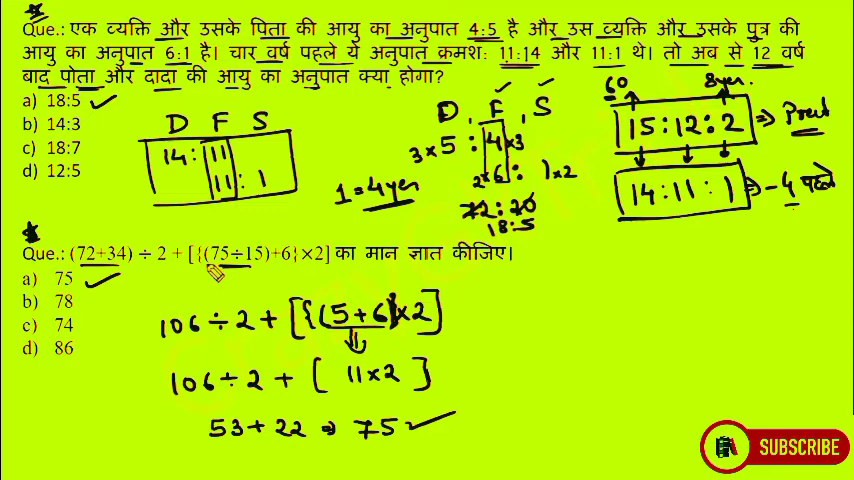 Que.: एक व्यक्ति और उसके पिता की आयु का अनुपात 4:5 है और उस व्यक्ति और उसके पुत्र की
आयु का अनुपात 6:1 है। चार वर्ष पहले ये अनुपात क्रमश: 11:14 और 11:1 थे। तो अब से 12 वर्ष
बाद पोता और दादा की आयु का अनुपात क्या होगा?
a) 18:5
b) 14:3
c) 18:7
d) 12:5
D F S
14:11
11:1
D, F, S
3×5 : 4×3
2×6 : 1×2
1=4yer
72:20
18:5
60 8yer
15:12:2 ⇒ Prest
14:11:1 ⇒ -4 पहले
Que.: (72+34) ÷ 2 + [{(75÷15)+6} ×2] का मान ज्ञात कीजिए।
a) 75
b) 78
c) 74
d) 86
106 ÷ 2 + [{(5+6}×2]
106 ÷ 2 + [ 11×2 ]
53+22 ⇒ 75
SUBSCRIBE